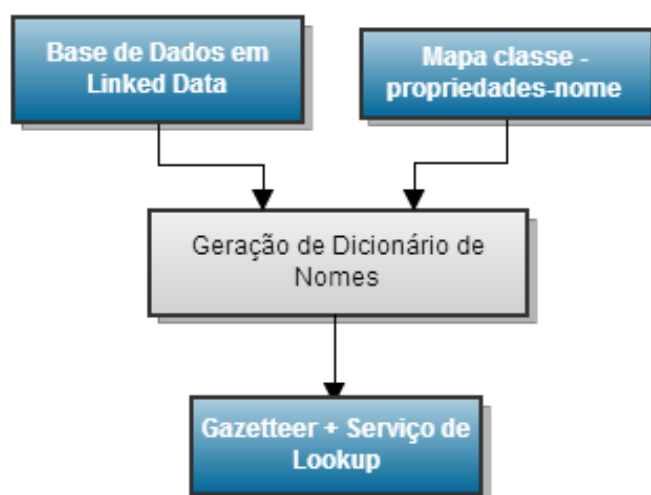 Base de Dados em
Linked Data
Mapa classe -
propriedades-nome
Geração de Dicionário de
Nomes
Gazetteer + Serviço de
Lookup